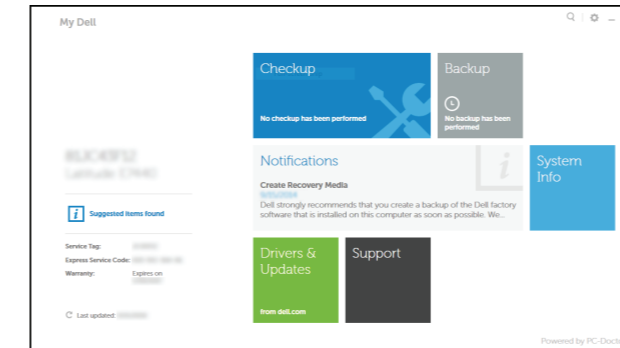 My Dell
Checkup
No checkup has been performed
Backup
No backup has been
performed
Notifications
Create Recovery Media
Dell strongly recommends that you create a backup of the Dell factory
software that is installed on this computer as soon as possible. We...
System
Info
Suggested items found
Service Tag:
Express Service Code:
Warranty: Expires on
Last updated:
Drivers &
Updates
from dell.com
Support
Powered by